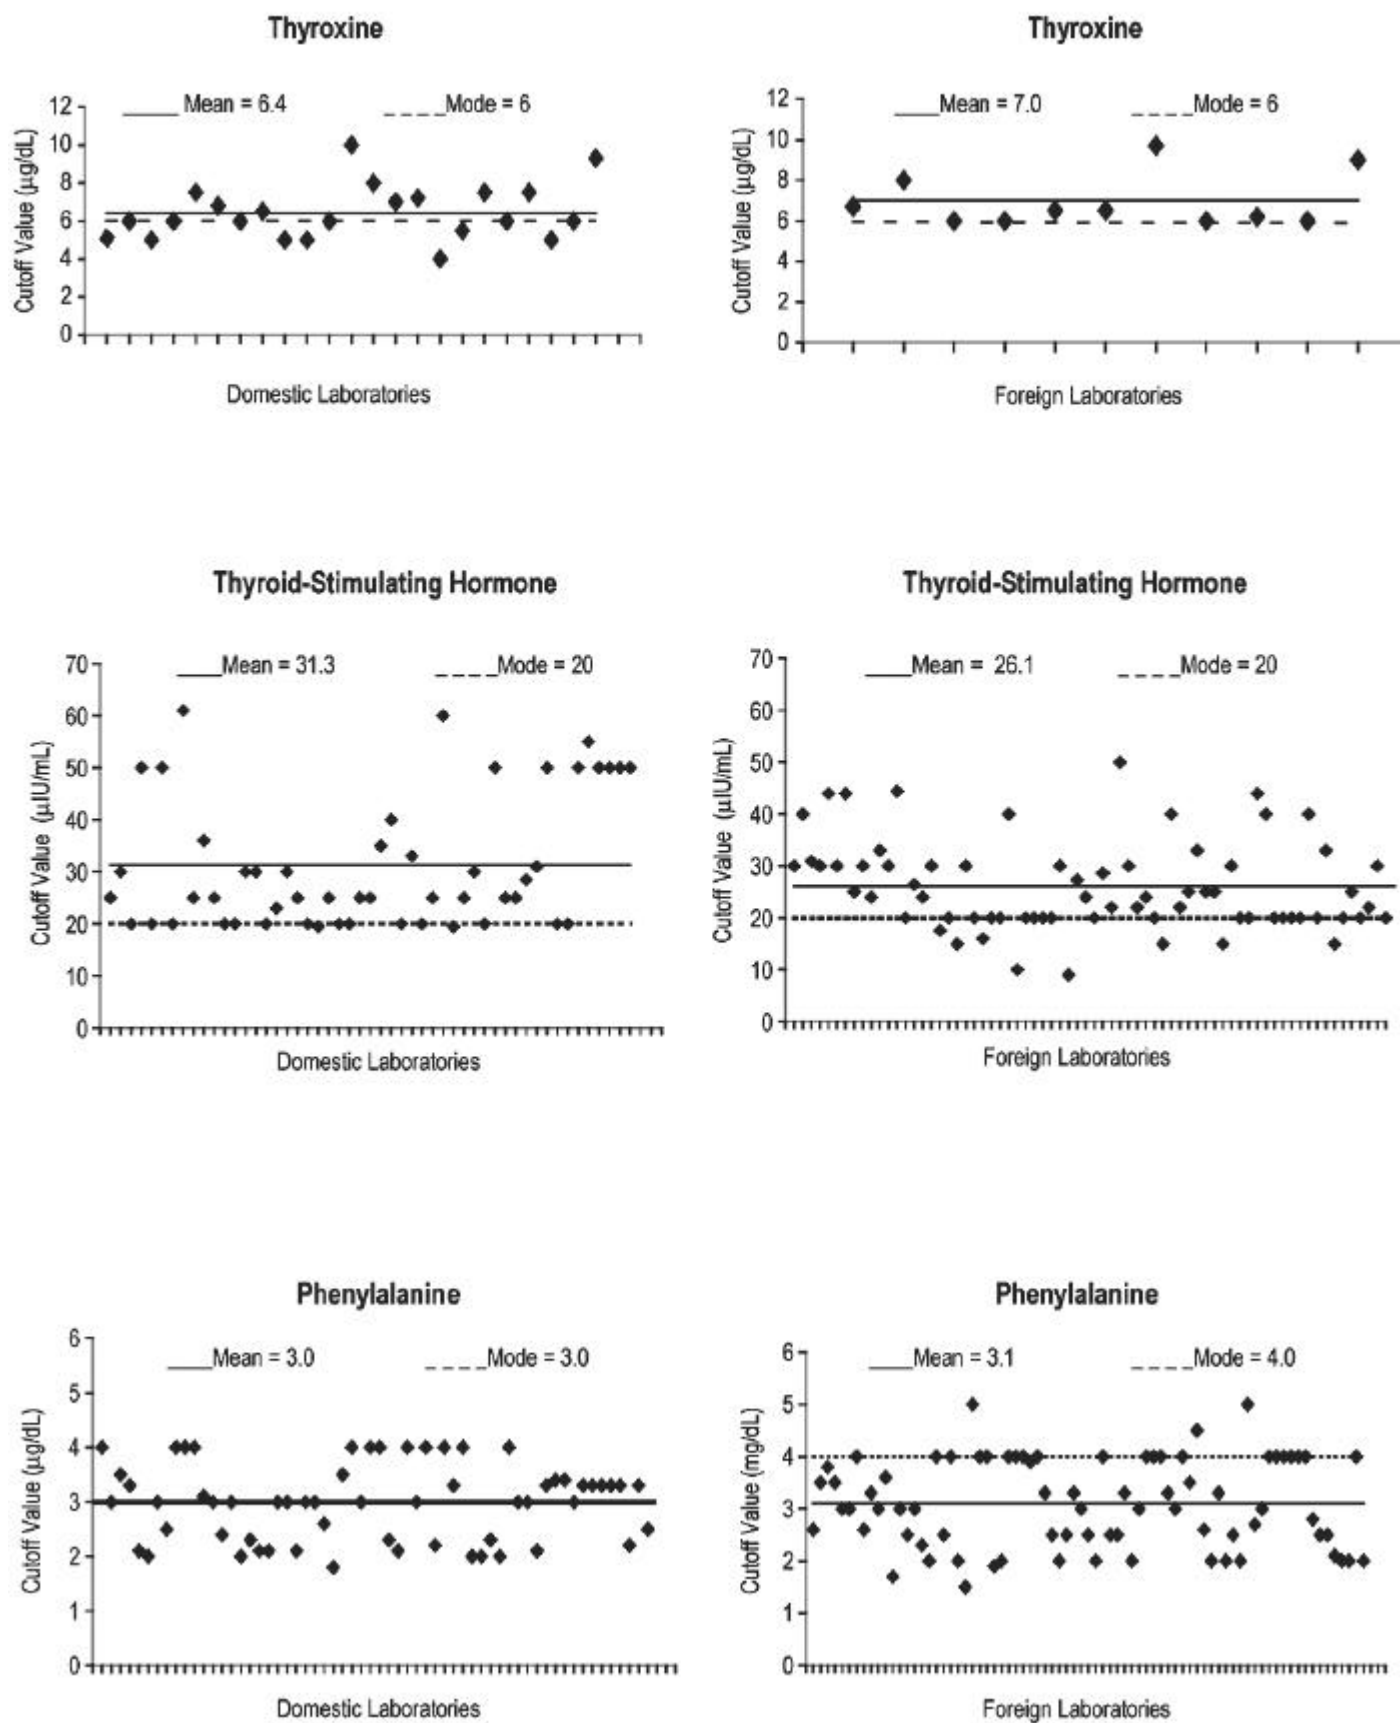 Thyroxine
Mean = 6.4 Mode = 6
Cutoff Value (µg/dL)
12
10
8
6
4
2
0
Domestic Laboratories
Thyroxine
Mean = 7.0 Mode = 6
Cutoff Value (µg/dL)
12
10
8
6
4
2
0
Foreign Laboratories
Thyroid-Stimulating Hormone
Mean = 31.3 Mode = 20
Cutoff Value (µIU/mL)
70
60
50
40
30
20
10
0
Domestic Laboratories
Thyroid-Stimulating Hormone
Mean = 26.1 Mode = 20
Cutoff Value (µIU/mL)
70
60
50
40
30
20
10
0
Foreign Laboratories
Phenylalanine
Mean = 3.0 Mode = 3.0
Cutoff Value (µg/dL)
6
5
4
3
2
1
0
Domestic Laboratories
Phenylalanine
Mean = 3.1 Mode = 4.0
Cutoff Value (mg/dL)
6
5
4
3
2
1
0
Foreign Laboratories